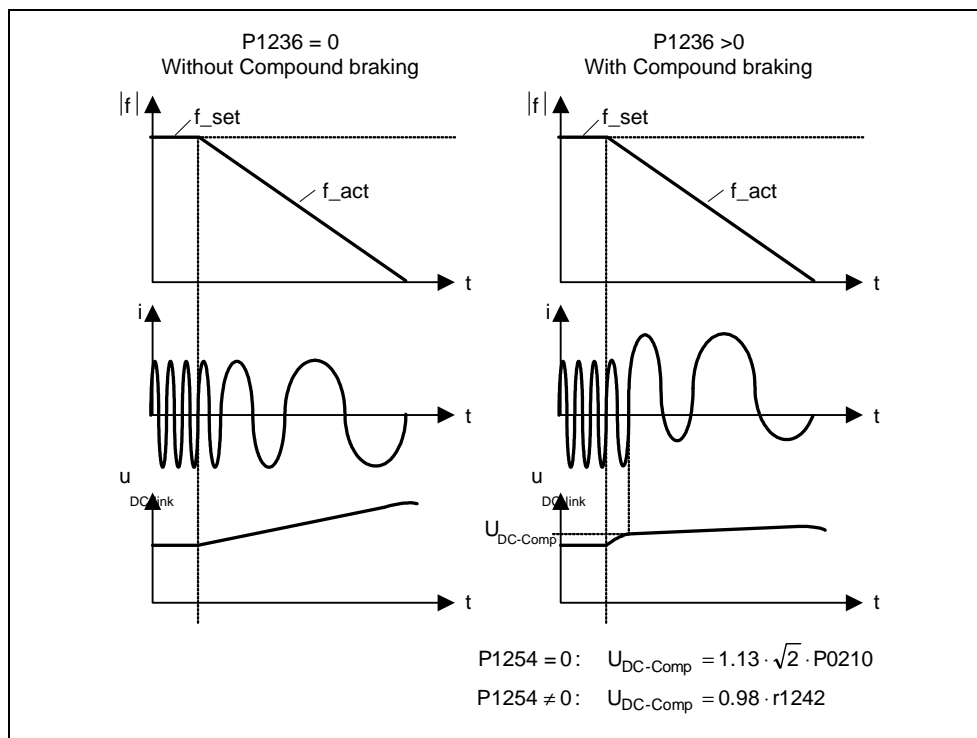 P1236 = 0
Without Compound braking
P1236 >0
With Compound braking
|f|
f_set
f_act
t
|f|
f_set
f_act
t
i
t
i
t
u
DC-link
t
u
DC-link
U_DC-Comp
t
P1254 = 0 : U_DC-Comp = 1.13 · √2 · P0210
P1254 ≠ 0 : U_DC-Comp = 0.98 · r1242